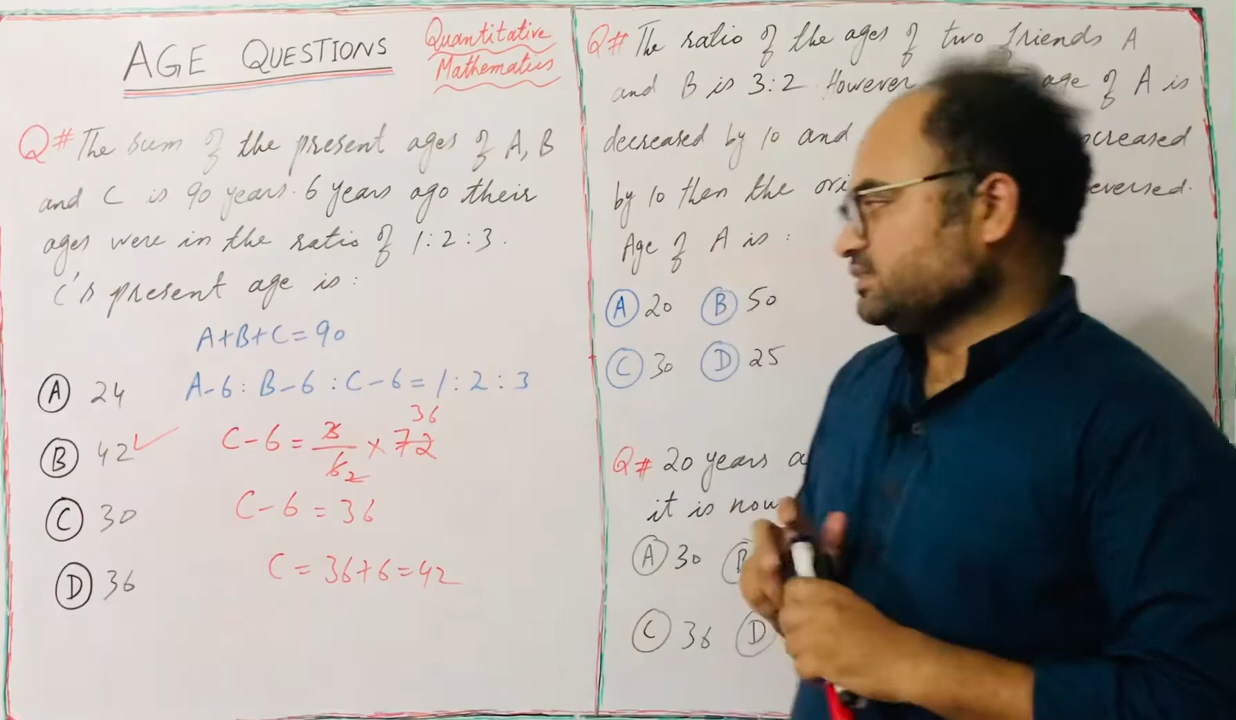 AGE QUESTIONS
Quantitative
Mathematics
Q# The sum of the present ages of A, B
and C is 90 years. 6 years ago their
ages were in the ratio of 1:2:3.
C's present age is:
A+B+C=90
A-6: B-6 : C-6 = 1:2:3
(A) 24
(B) 42 ✓
(C) 30
(D) 36
C-6 = 3/6 2 × 72 36
C-6 = 36
C = 36+6=42
Q# The ratio of the ages of two friends A
and B is 3:2. However age of A is
decreased by 10 and increased
by 10 then the reversed.
Age of A is:
(A) 20 (B) 50
(C) 30 (D) 25
Q# 20 years
it is now
(A) 30
(C) 36 (D)